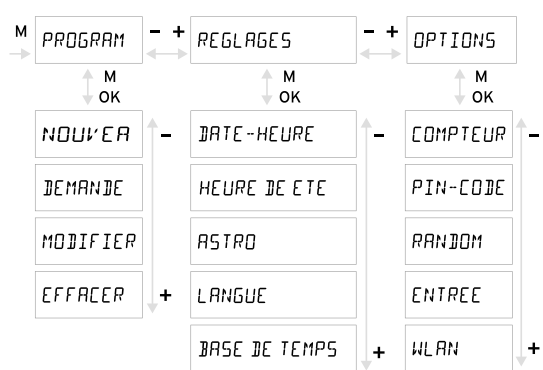 M PROGRAM - + REGLAGES - + OPTIONS
M M M
OK OK OK
NOUVEA - DATE-HEURE - COMPTEUR -
DEMANDE HEURE DE ETE PIN-CODE
MODIFIER ASTRO RANDOM
EFFACER + LANGUE ENTREE
BASE DE TEMPS + WLAN +